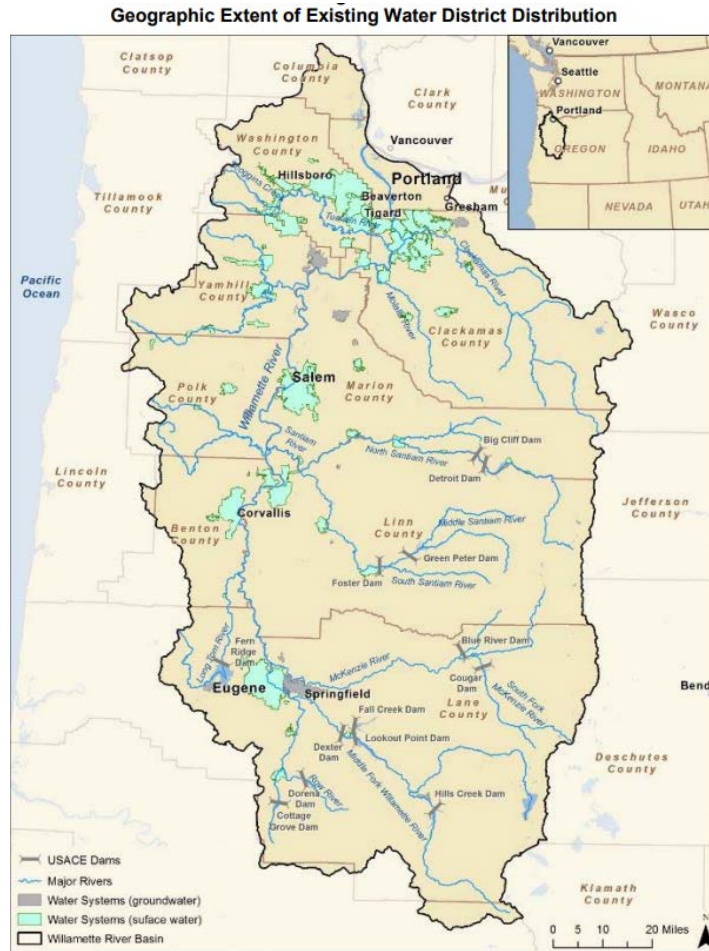 Geographic Extent of Existing Water District Distribution
Clatsop
County
Columbia
County
Clark
County
Vancouver
Washington
County
Hillsboro
Portland
Beaverton
Tigard
Gresham
Tillamook
County
Tualatin River
Clackamas River
Pacific
Ocean
Yamhill
County
Molalla River
Clackamas
County
Wasco
County
Willamette River
Salem
Polk
County
Marion
County
Santiam
River
North Santiam River
Big Cliff Dam
Detroit Dam
Lincoln
County
Jefferson
County
Corvallis
Benton
County
Linn
County
Middle Santiam River
Green Peter Dam
Foster Dam
South Santiam River
Long Tom River
Fern
Ridge
Dam
McKenzie River
Blue River Dam
Eugene
Springfield
Cougar
Dam
South Fork
McKenzie River
Lane
County
Bend
Fall Creek Dam
Lookout Point Dam
Dexter
Dam
Middle Fork Willamette River
Deschutes
County
Row River
Dorena
Dam
Cottage
Grove Dam
Hills Creek Dam
Klamath
County
Vancouver
Seattle
WASHINGTON
MONTANA
Portland
OREGON
IDAHO
NEVADA
UTAH
USACE Dams
Major Rivers
Water Systems (groundwater)
Water Systems (suface water)
Willamette River Basin
0 5 10 20 Miles
N